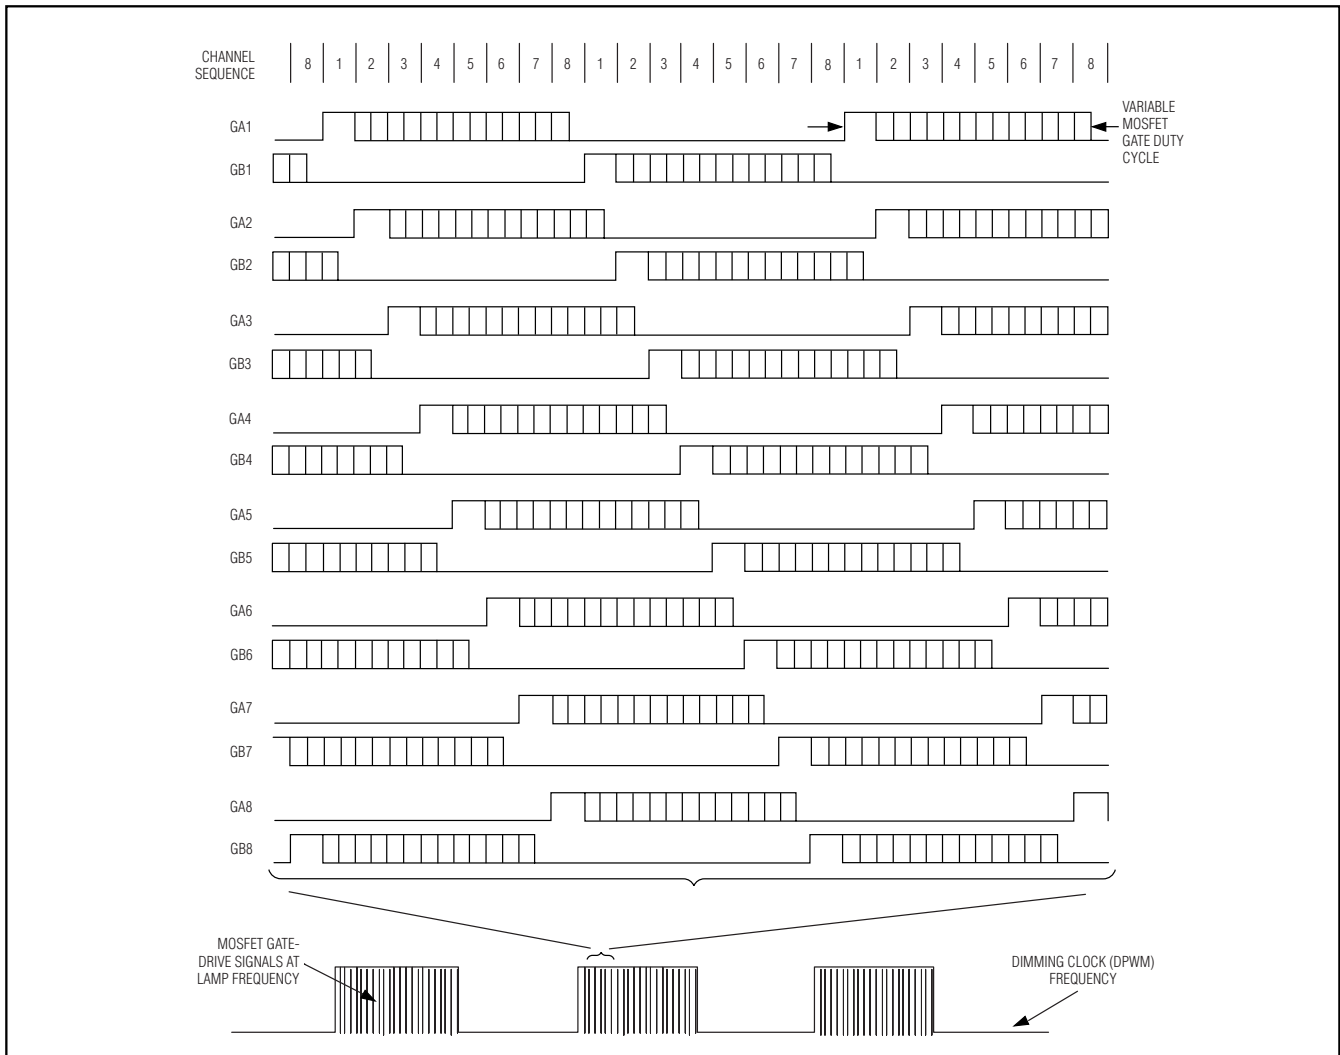 CHANNEL
SEQUENCE
8 1 2 3 4 5 6 7 8 1 2 3 4 5 6 7 8 1 2 3 4 5 6 7 8
GA1
VARIABLE
MOSFET
GATE DUTY
CYCLE
GB1
GA2
GB2
GA3
GB3
GA4
GB4
GA5
GB5
GA6
GB6
GA7
GB7
GA8
GB8
MOSFET GATE-
DRIVE SIGNALS AT
LAMP FREQUENCY
DIMMING CLOCK (DPWM)
FREQUENCY